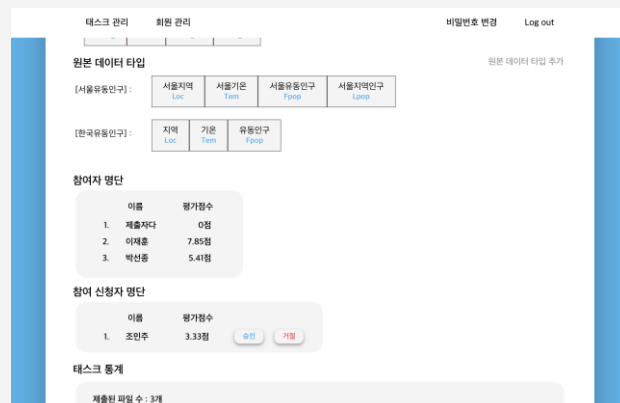 태스크 관리 회원 관리 비밀번호 변경 Log out
원본 데이터 타입 원본 데이터 타입 추가
[서울유동인구] : 서울지역 서울기온 서울유동인구 서울지역인구
Loc Tem Fpop Lpop
[한국유동인구] : 지역 기온 유동인구
Loc Tem Fpop
참여자 명단
이름 평가점수
1. 제출자다 0점
2. 이재훈 7.85점
3. 박선종 5.41점
참여 신청자 명단
이름 평가점수
1. 조민주 3.33점 승인 거절
태스크 통계
제출된 파일 수 : 3개